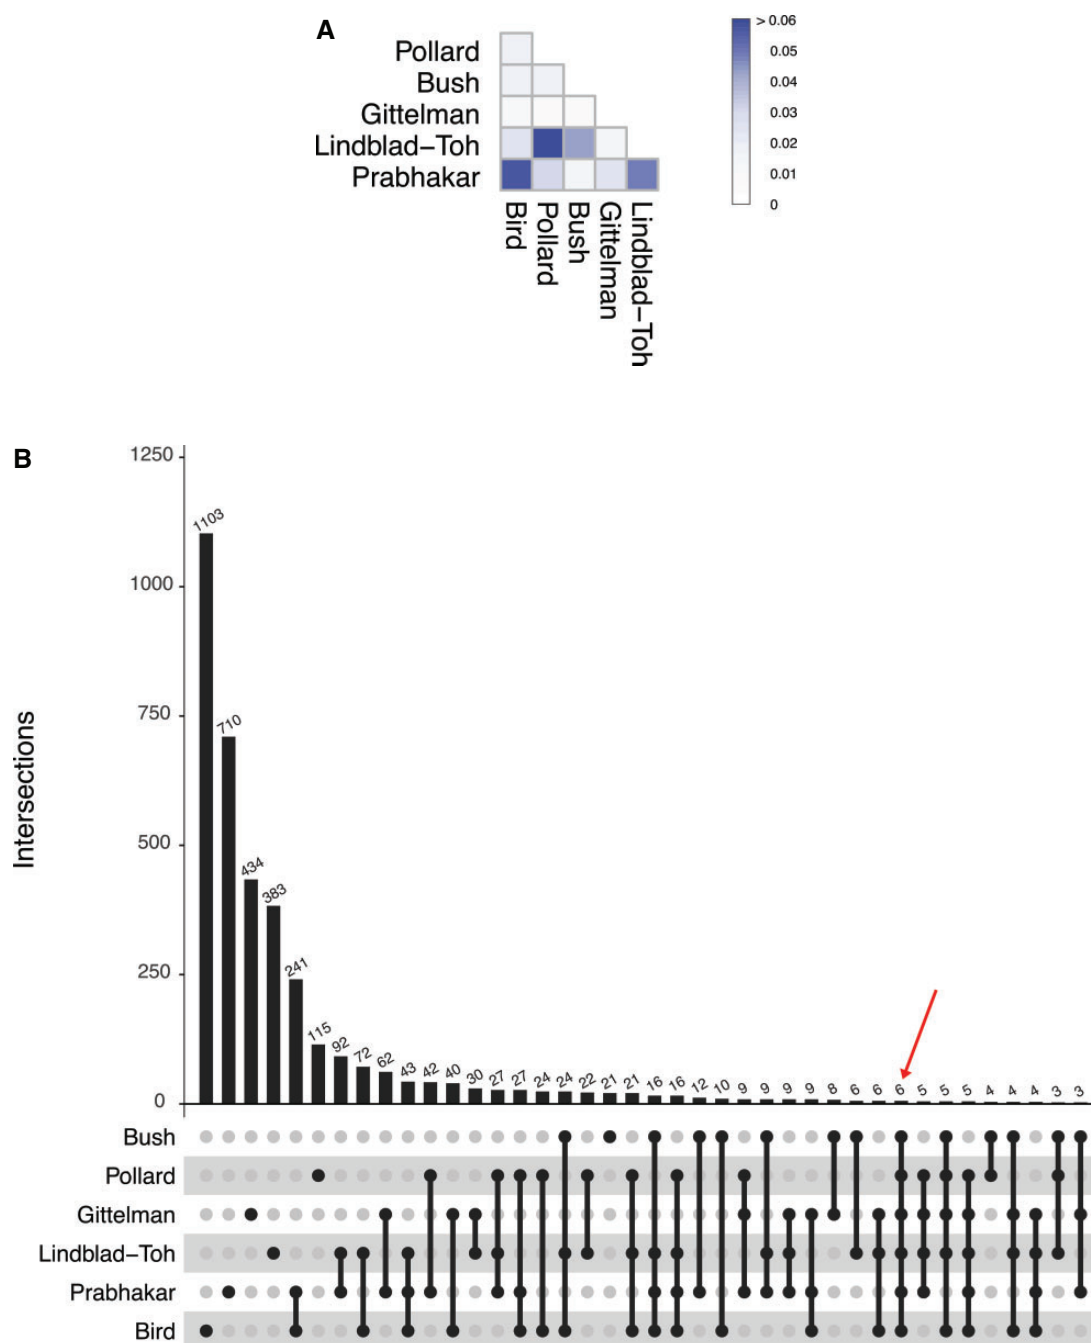 A
Pollard
Bush
Gittelman
Lindblad−Toh
Prabhakar
Bird
Pollard
Bush
Gittelman
Lindblad−Toh
> 0.06
0.05
0.04
0.03
0.02
0.01
0
B
Intersections
1250
1000
750
500
250
0
1103
710
434
383
241
115
92
72
62
43
42
40
30
27
27
24
24
22
21
21
16
16
12
10
9
9
9
9
8
6
6
6
5
5
5
4
4
4
3
3
Bush
Pollard
Gittelman
Lindblad−Toh
Prabhakar
Bird